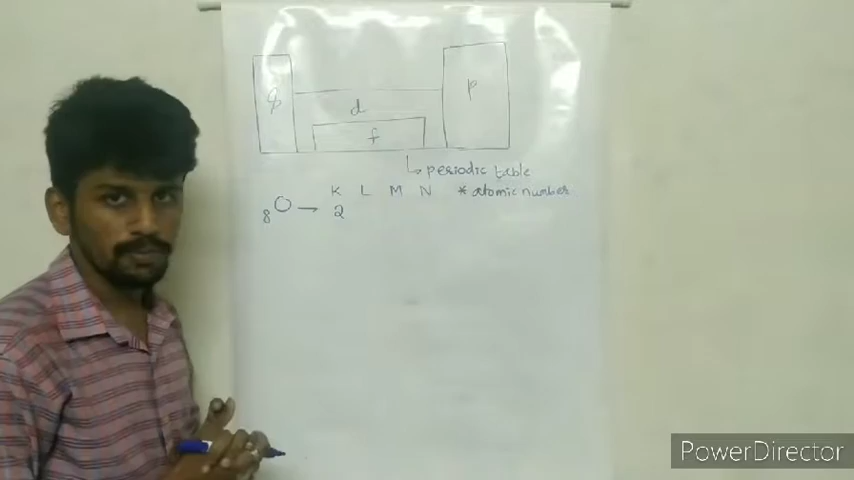 s
p
d
f
↳ periodic table
K L M N * atomic number
₈O → 2
PowerDirector